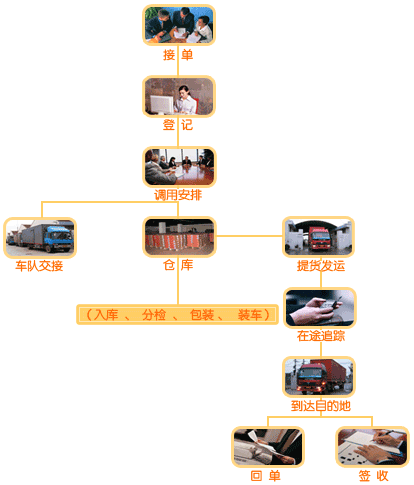 接 单
登 记
调用安排
车队交接
仓 库
提货发运
（入库 、 分检 、 包装 、 装车）
在途追踪
到达目的地
回 单
签 收